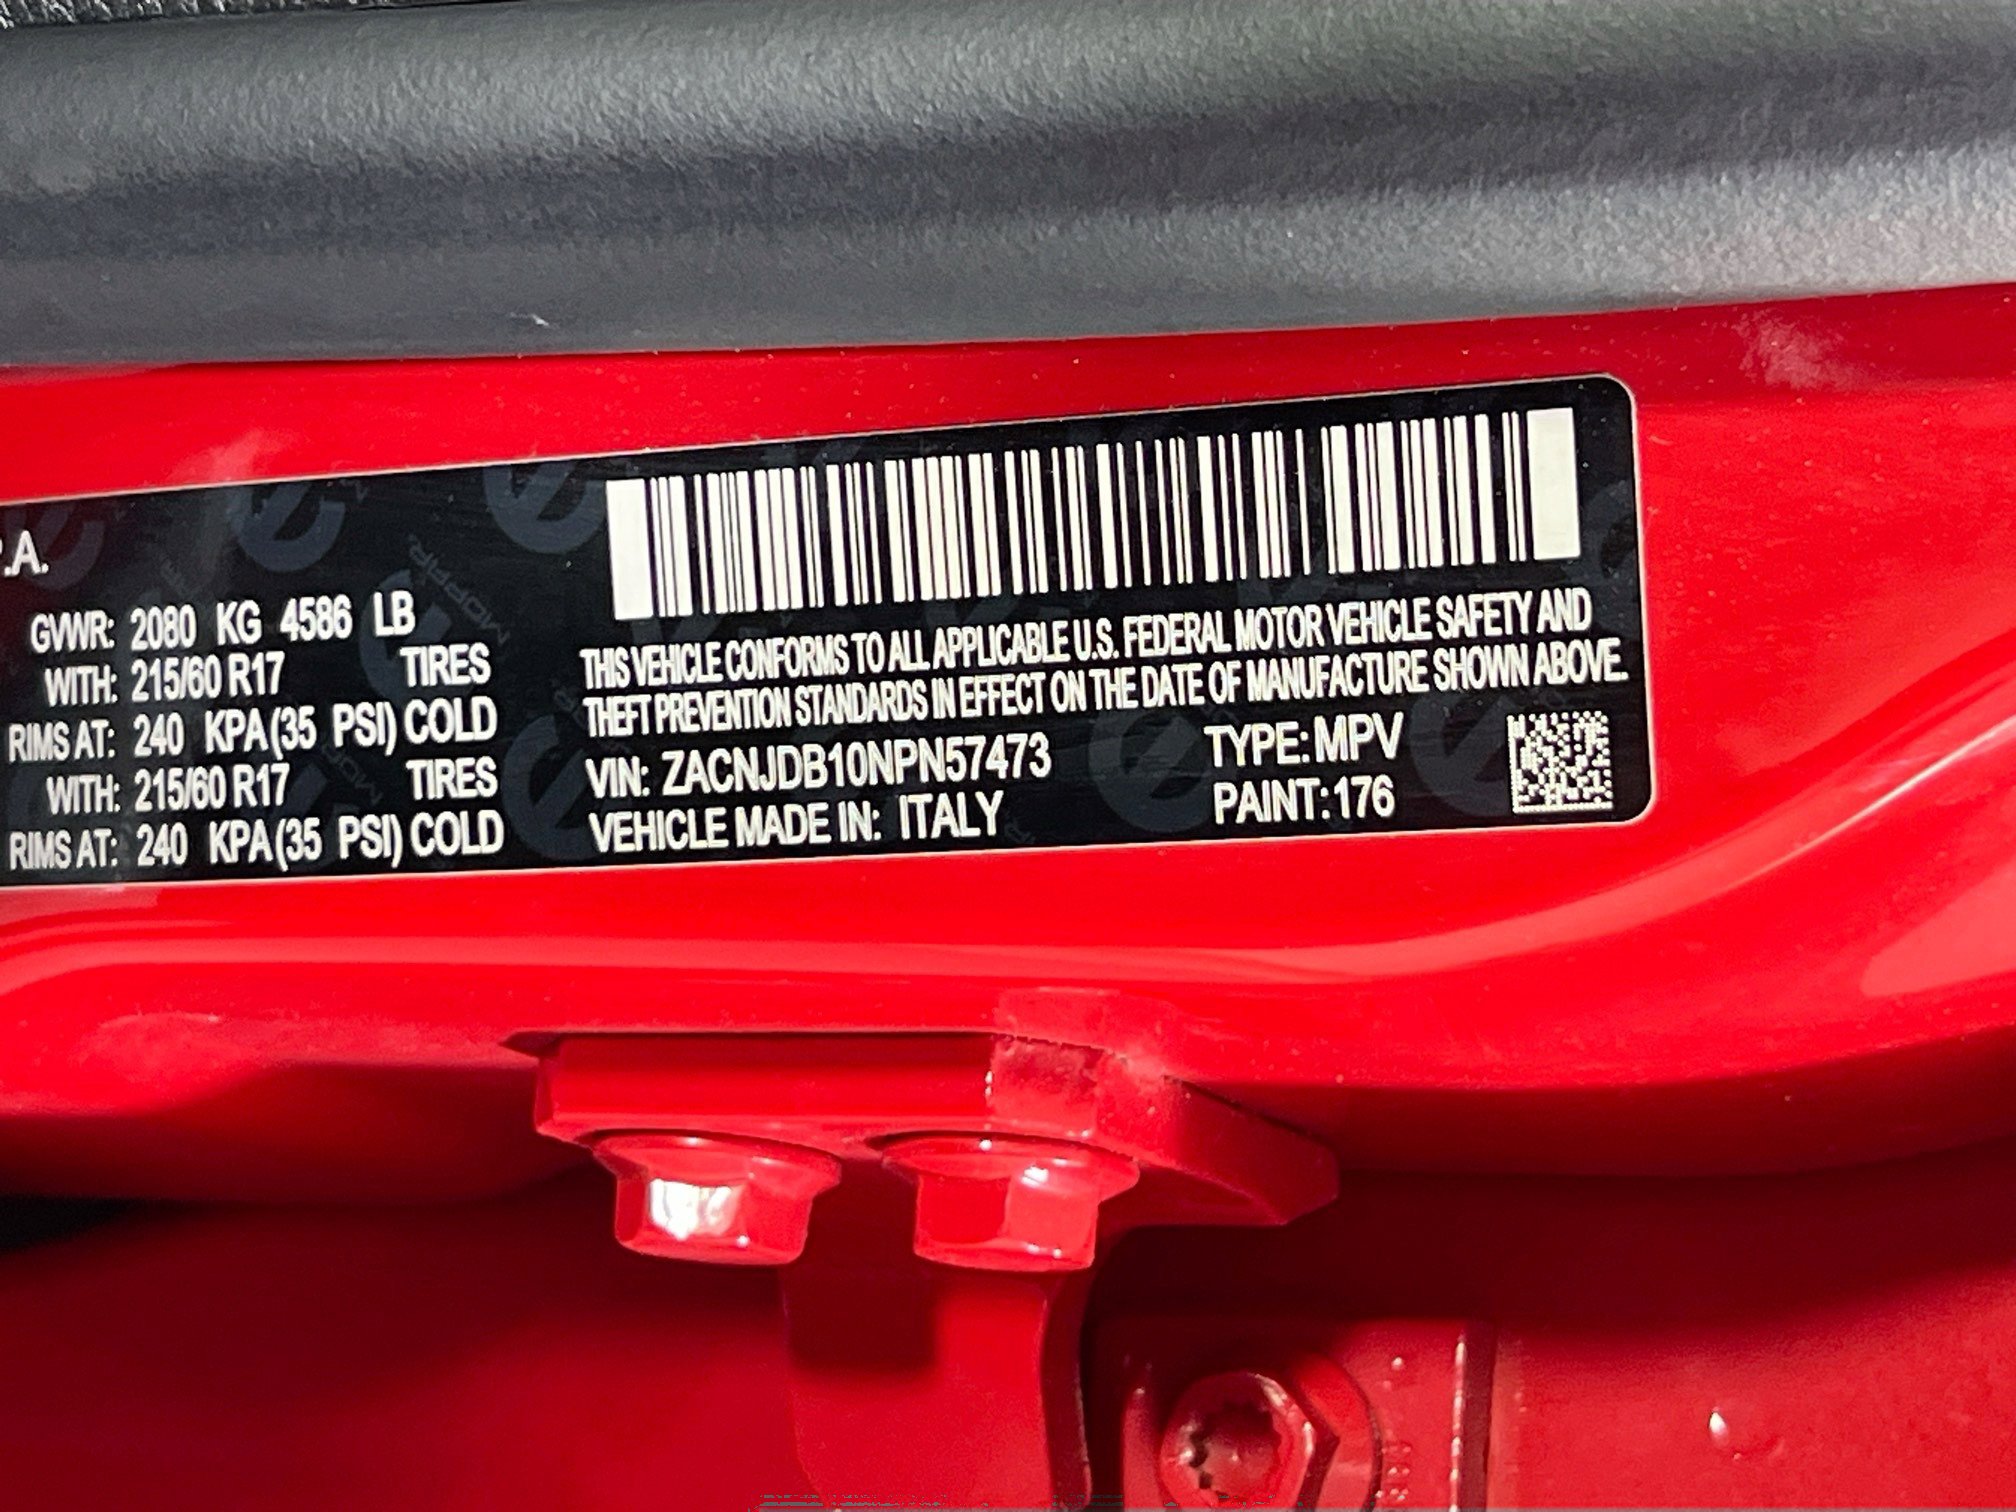 P.A.
GVWR: 2080 KG 4586 LB
WITH: 215/60 R17 TIRES
RIMS AT: 240 KPA (35 PSI) COLD
WITH: 215/60 R17 TIRES
RIMS AT: 240 KPA (35 PSI) COLD
THIS VEHICLE CONFORMS TO ALL APPLICABLE U.S. FEDERAL MOTOR VEHICLE SAFETY AND
THEFT PREVENTION STANDARDS IN EFFECT ON THE DATE OF MANUFACTURE SHOWN ABOVE.
VIN: ZACNJDB10NPN57473 TYPE: MPV
VEHICLE MADE IN: ITALY PAINT: 176
MOPAR